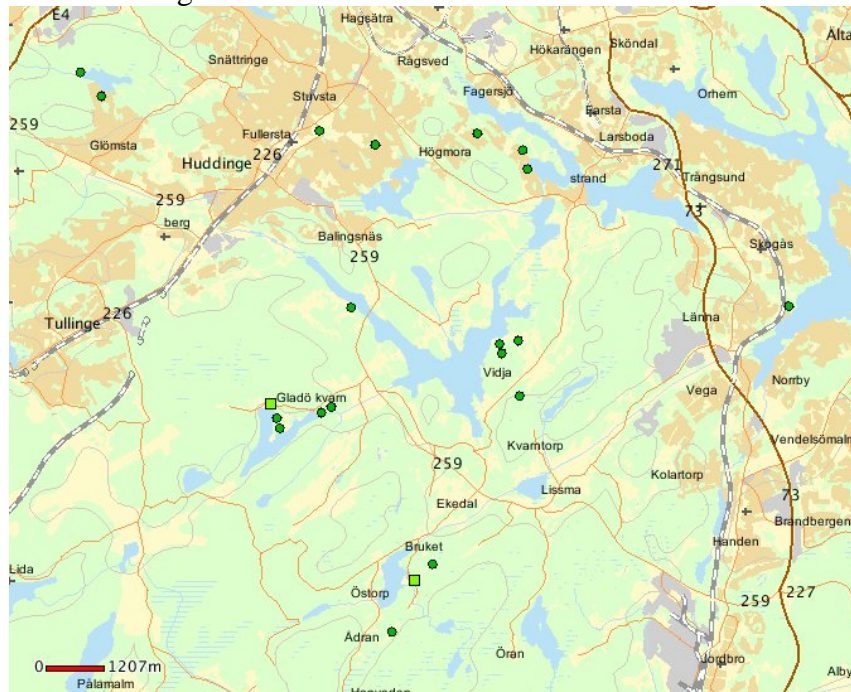 E4
Hagsätra
Sköndal
Älta
Hökarängen
Snättringe
Rågsved
Stuvsta
Fagersjö
Orhem
Farsta
259
Fullersta
Larsboda
Glömsta
226
Högmora
Huddinge
271
Trångsund
strand
259
73
berg
Balingsnäs
Skogås
259
226
Länna
Tullinge
Vidja
Norrby
Vega
Gladö kvarn
Vendelsömaln
Kvarntorp
259
Kolartorp
Lissma
73
Ekedal
Brandbergen
Handen
Bruket
Lida
Östorp
227
259
Ådran
Öran
0 1207m
Jordbro
Alby
Pålamalm